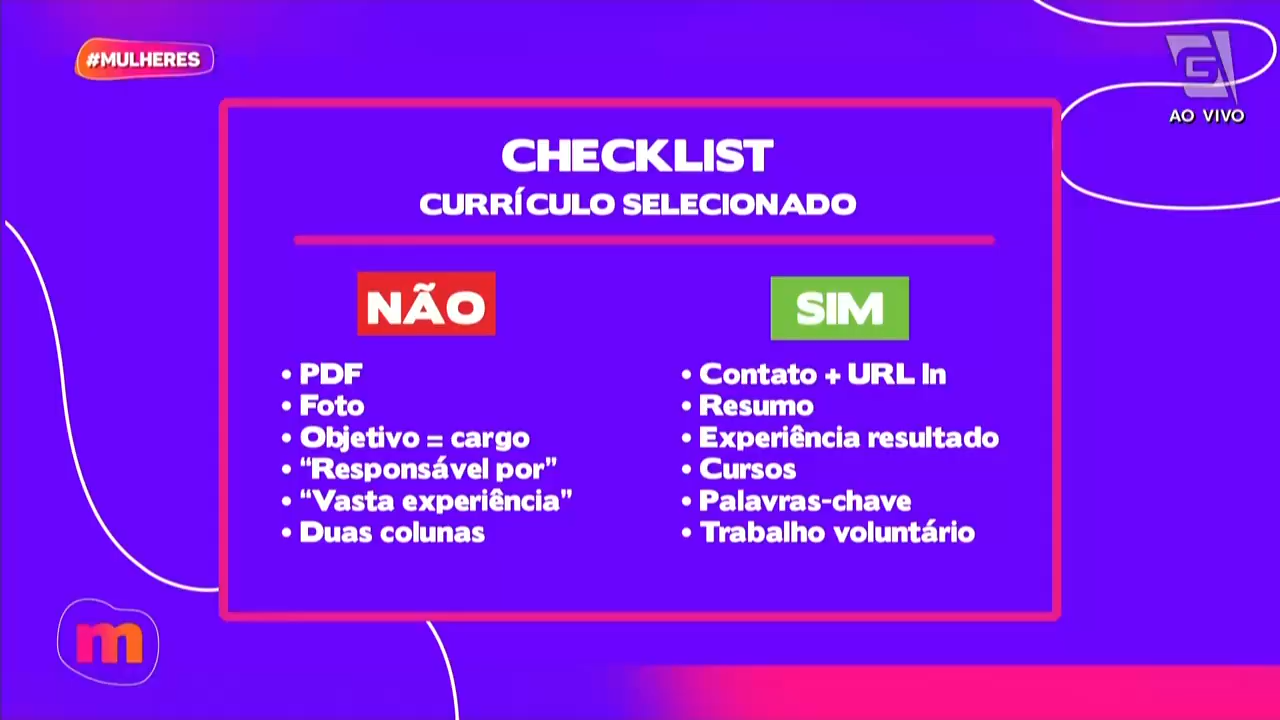 #MULHERES
AO VIVO
CHECKLIST
CURRÍCULO SELECIONADO
NÃO
• PDF
• Foto
• Objetivo = cargo
• “Responsável por”
• “Vasta experiência”
• Duas colunas
SIM
• Contato + URL In
• Resumo
• Experiência resultado
• Cursos
• Palavras-chave
• Trabalho voluntário
m